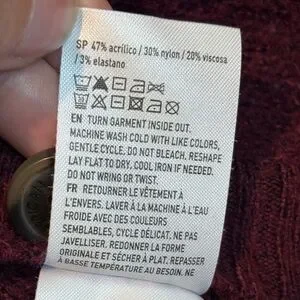 SP 47% acrílico / 30% nylon / 20% viscosa
/ 3% elastano
EN TURN GARMENT INSIDE OUT.
MACHINE WASH COLD WITH LIKE COLORS,
GENTLE CYCLE. DO NOT BLEACH. RESHAPE
LAY FLAT TO DRY, COOL IRON IF NEEDED.
DO NOT WRING OR TWIST.
FR RETOURNER LE VÊTEMENT À
L'ENVERS. LAVER À LA MACHINE À L'EAU
FROIDE AVEC DES COULEURS
SEMBLABLES, CYCLE DÉLICAT. NE PAS
JAVELLISER. REDONNER LA FORME
ORIGINALE ET SÉCHER À PLAT. REPASSER
À BASSE TEMPÉRATURE AU BESOIN. NE